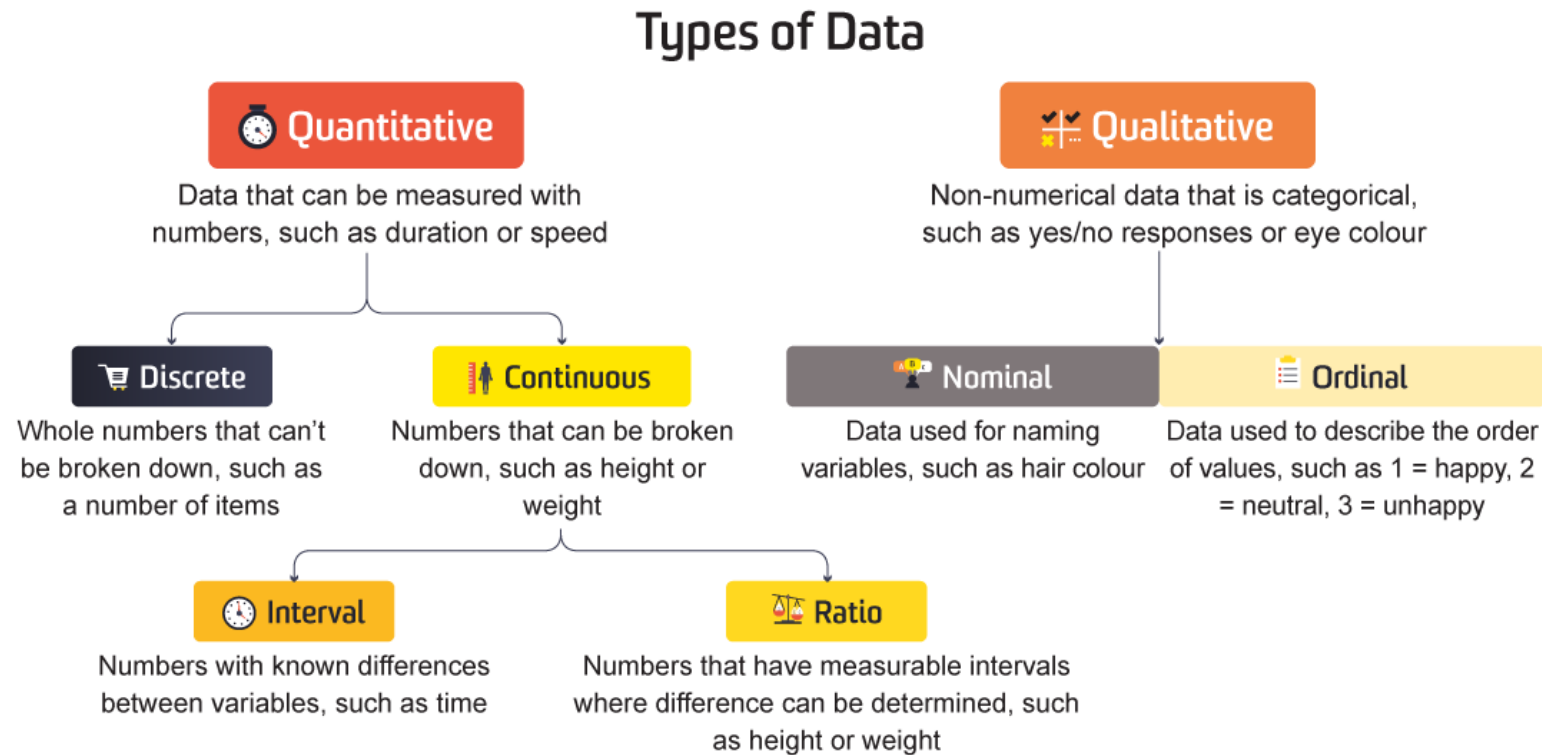 Types of Data
Quantitative
Data that can be measured with
numbers, such as duration or speed
Qualitative
Non-numerical data that is categorical,
such as yes/no responses or eye colour
Discrete
Whole numbers that can't
be broken down, such as
a number of items
Continuous
Numbers that can be broken
down, such as height or
weight
Nominal
Data used for naming
variables, such as hair colour
Ordinal
Data used to describe the order
of values, such as 1 = happy, 2
= neutral, 3 = unhappy
Interval
Numbers with known differences
between variables, such as time
Ratio
Numbers that have measurable intervals
where difference can be determined, such
as height or weight